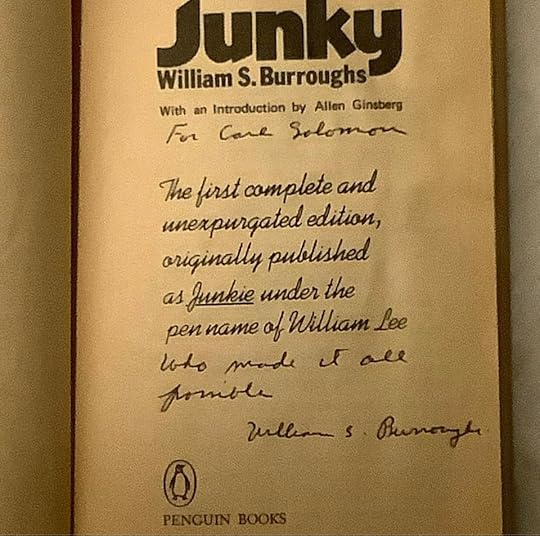 Junky
William S. Burroughs
With an Introduction by Allen Ginsberg
For Carl Solomon
The first complete and
unexpurgated edition,
originally published
as Junkie under the
pen name of William Lee
who made it all
possible
William S. Burroughs
PENGUIN BOOKS